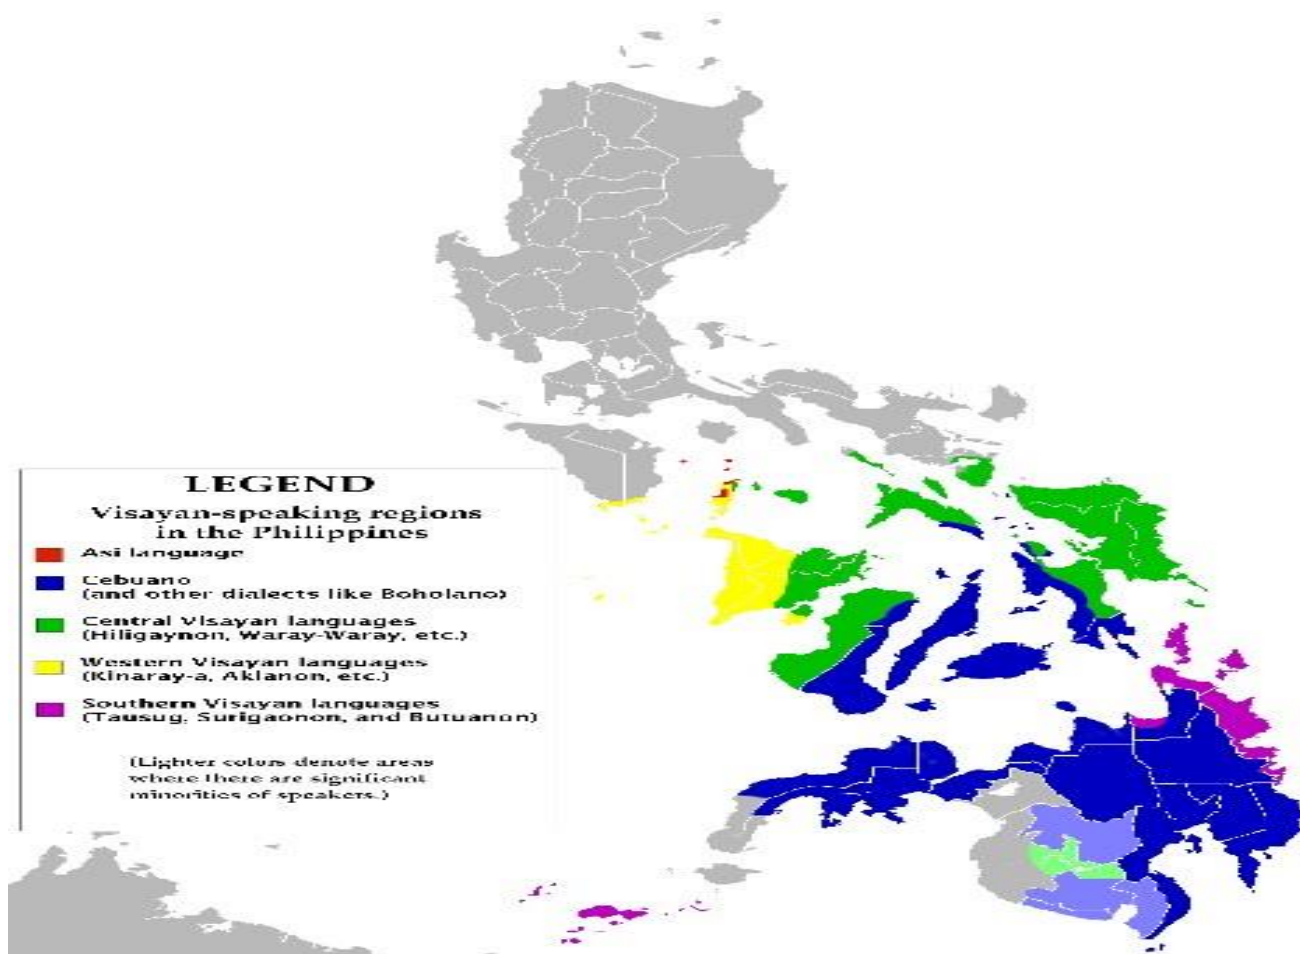 LEGEND
Visayan-speaking regions
in the Philippines
Asi language
Cebuano
(and other dialects like Boholano)
Central Visayan languages
(Hiligaynon, Waray-Waray, etc.)
Western Visayan languages
(Kinaray-a, Aklanon, etc.)
Southern Visayan languages
(Tausug, Surigaonon, and Butuanon)
(Lighter colors denote areas
where there are significant
minorities of speakers.)